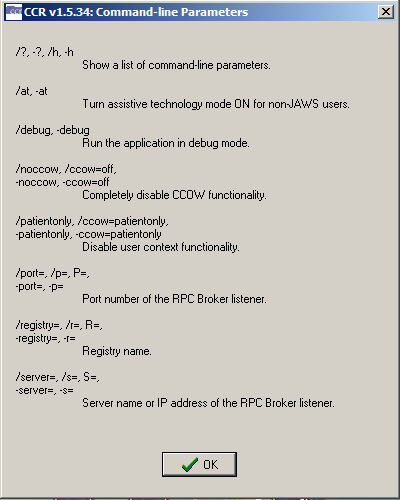 CCR v1.5.34: Command-line Parameters
/?, -?, /h, -h
Show a list of command-line parameters.
/at, -at
Turn assistive technology mode ON for non-JAWS users.
/debug, -debug
Run the application in debug mode.
/noccow, /ccow=off,
-noccow, -ccow=off
Completely disable CCOW functionality.
/patientonly, /ccow=patientonly,
-patientonly, -ccow=patientonly
Disable user context functionality.
/port=, /p=, P=,
-port=, -p=
Port number of the RPC Broker listener.
/registry=, /r=, R=,
-registry=, -r=
Registry name.
/server=, /s=, S=,
-server=, -s=
Server name or IP address of the RPC Broker listener.
OK